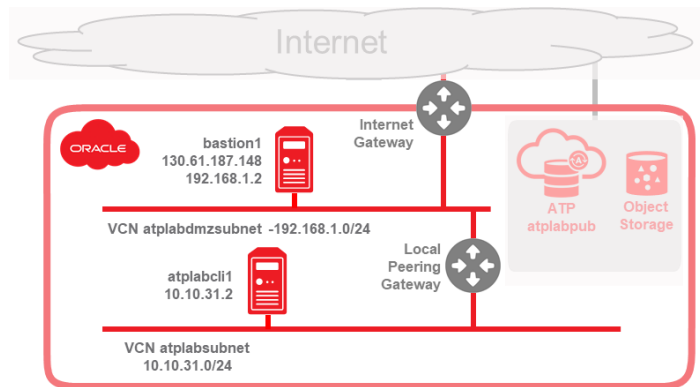 Internet
ORACLE
bastion1
130.61.187.148
192.168.1.2
Internet
Gateway
ATP
atplabpub
Object
Storage
VCN atplabdmzsubnet -192.168.1.0/24
atplabcli1
10.10.31.2
Local
Peering
Gateway
VCN atplabsubnet
10.10.31.0/24